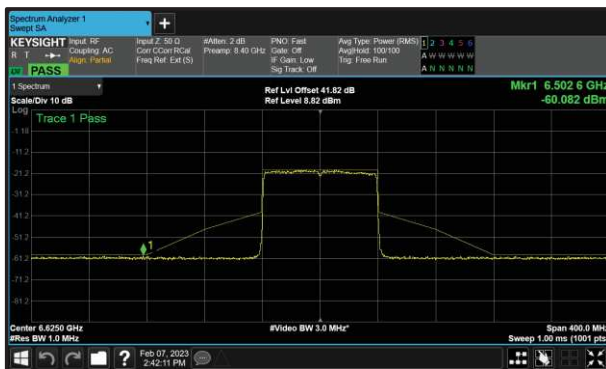 Spectrum Analyzer 1
Swept SA
+
KEYSIGHT Input: RF
R T Coupling: AC
Align: Partial
PASS
Input Z: 50 Ω
Corr CCorr RCal
Freq Ref: Ext (S)
#Atten: 2 dB
Preamp: 8.40 GHz
PNO: Fast
Gate: Off
IF Gain: Low
Sig Track: Off
Avg Type: Power (RMS)
Avg|Hold: 100/100
Trig: Free Run
1 2 3 4 5 6
A W W W W W
A N N N N N
1 Spectrum
Scale/Div 10 dB
Ref Lvl Offset 41.82 dB
Ref Level 8.82 dBm
Mkr1 6.502 6 GHz
-60.082 dBm
Log
Trace 1 Pass
-1.18
-11.2
-21.2
-31.2
-41.2
-51.2
-61.2
-71.2
-81.2
1
Center 6.6250 GHz
#Res BW 1.0 MHz
#Video BW 3.0 MHz*
Span 400.0 MHz
Sweep 1.00 ms (1001 pts)
?
Feb 07, 2023
2:42:11 PM